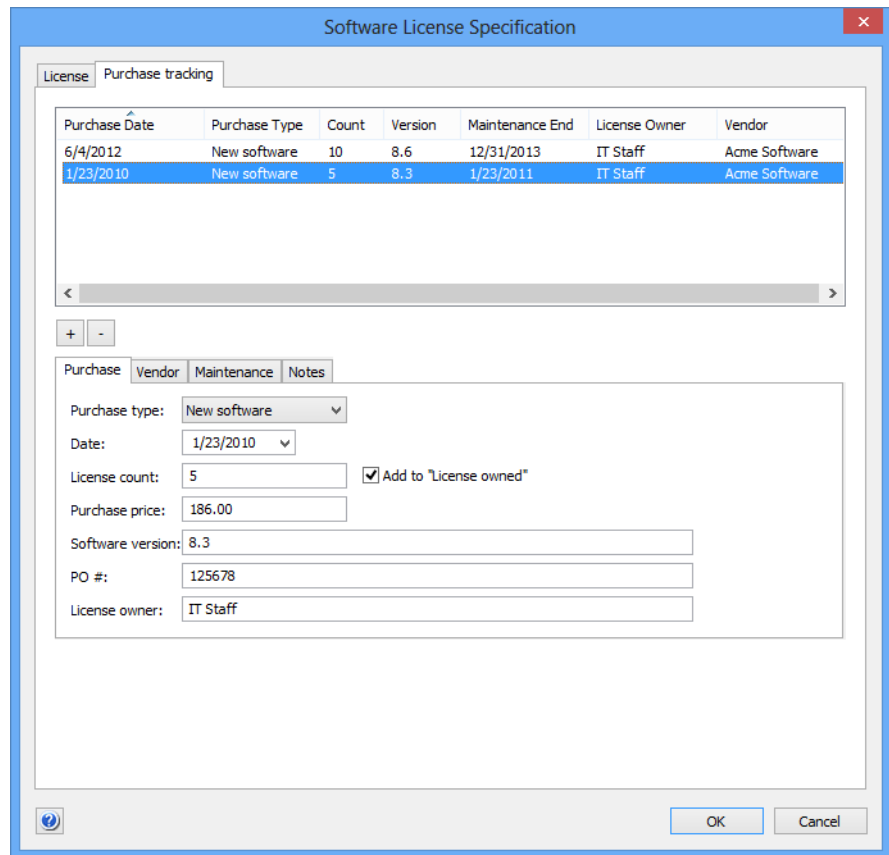 Software License Specification
License Purchase tracking
Purchase Date Purchase Type Count Version Maintenance End License Owner Vendor
6/4/2012 New software 10 8.6 12/31/2013 IT Staff Acme Software
1/23/2010 New software 5 8.3 1/23/2011 IT Staff Acme Software
+ -
Purchase Vendor Maintenance Notes
Purchase type: New software
Date: 1/23/2010
License count: 5 Add to "License owned"
Purchase price: 186.00
Software version: 8.3
PO #: 125678
License owner: IT Staff
OK Cancel